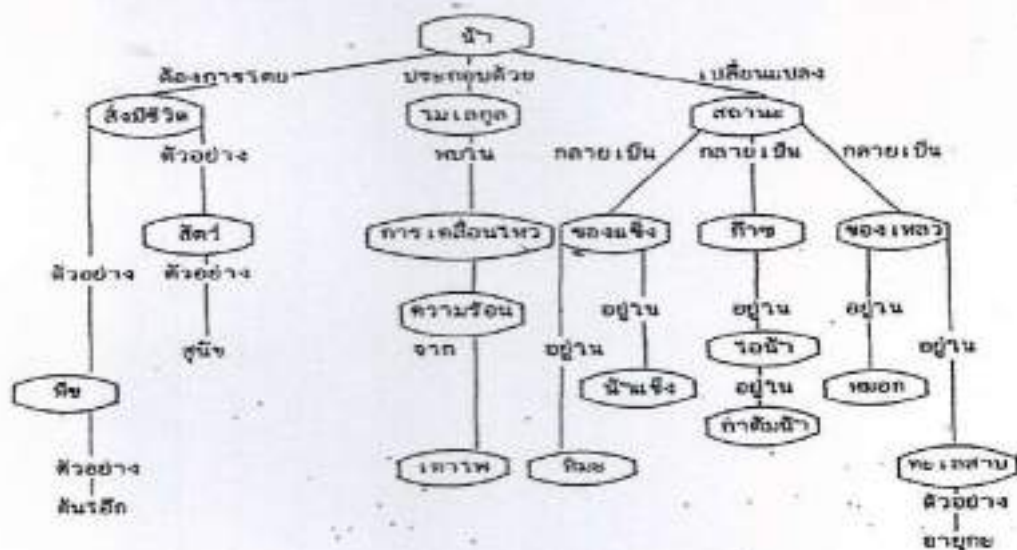 น้ำ
ต้องการโดย ประกอบด้วย เปลี่ยนแปลง
สิ่งมีชีวิต โมเลกูล สถานะ
ตัวอย่าง พบใน กลายเป็น กลายเป็น กลายเป็น
สัตว์ การเคลื่อนไหว ของแข็ง ก๊าซ ของเหลว
ตัวอย่าง ตัวอย่าง
ความร้อน อยู่ใน อยู่ใน อยู่ใน
สุนัข จาก อยู่ใน ไอน้ำ อยู่ใน
พืช น้ำแข็ง อยู่ใน หมอก
กาต้มน้ำ
ตัวอย่าง เตาไฟ หิมะ ทะเลสาบ
ต้นโอ๊ก ตัวอย่าง